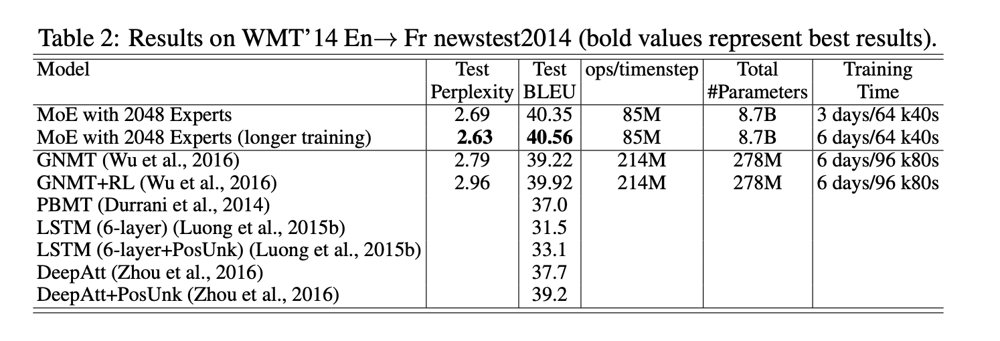 Table 2: Results on WMT'14 En→ Fr newstest2014 (bold values represent best results).
Model Test Test ops/timenstep Total Training
Perplexity BLEU #Parameters Time
MoE with 2048 Experts 2.69 40.35 85M 8.7B 3 days/64 k40s
MoE with 2048 Experts (longer training) 2.63 40.56 85M 8.7B 6 days/64 k40s
GNMT (Wu et al., 2016) 2.79 39.22 214M 278M 6 days/96 k80s
GNMT+RL (Wu et al., 2016) 2.96 39.92 214M 278M 6 days/96 k80s
PBMT (Durrani et al., 2014) 37.0
LSTM (6-layer) (Luong et al., 2015b) 31.5
LSTM (6-layer+PosUnk) (Luong et al., 2015b) 33.1
DeepAtt (Zhou et al., 2016) 37.7
DeepAtt+PosUnk (Zhou et al., 2016) 39.2